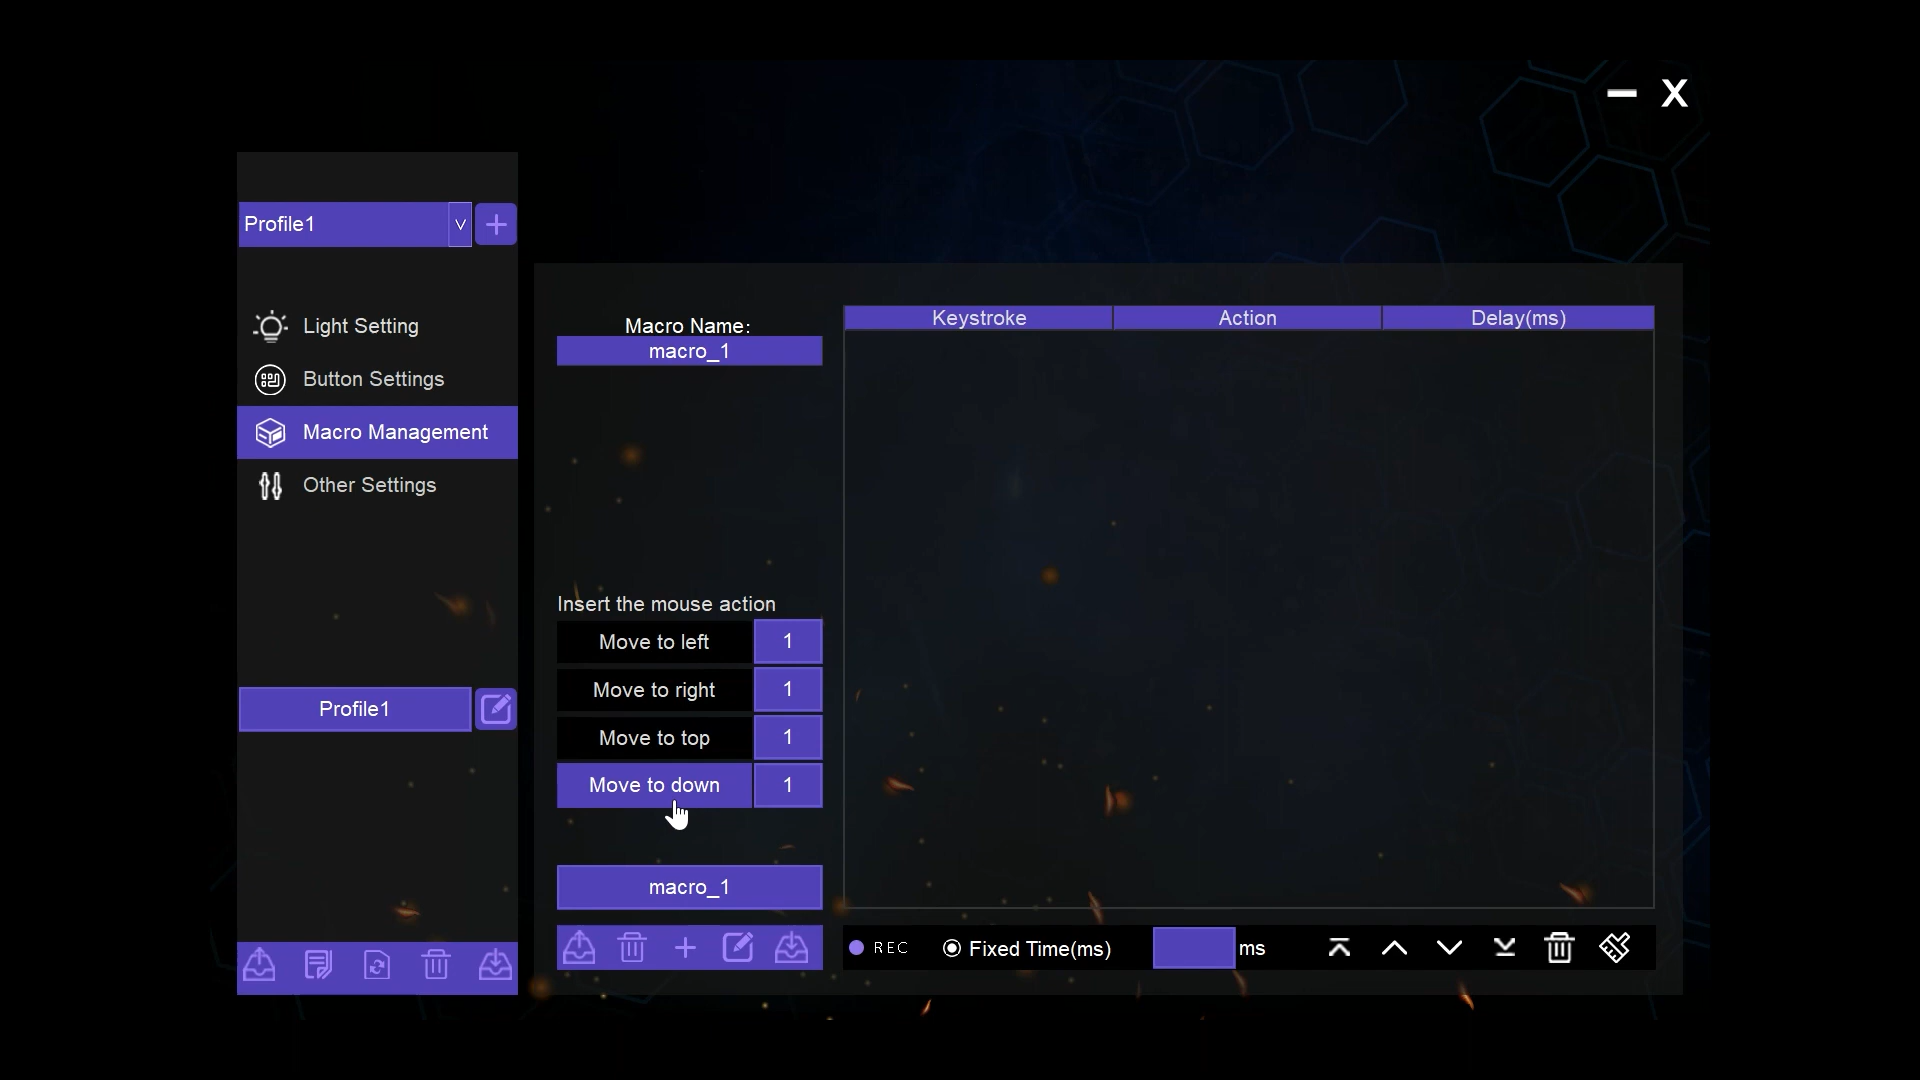 X
Profile1
Light Setting
Button Settings
Macro Management
Other Settings
Profile1
Macro Name:
macro_1
Insert the mouse action
Move to left 1
Move to right 1
Move to top 1
Move to down 1
macro_1
Keystroke Action Delay(ms)
REC Fixed Time(ms) ms